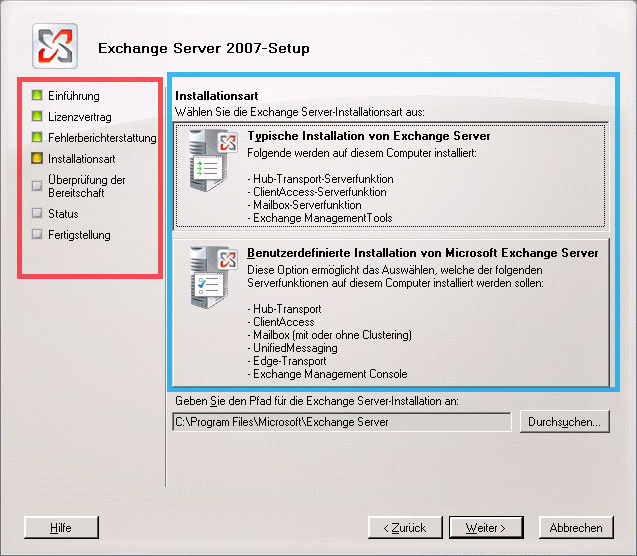 Exchange Server 2007-Setup
Einführung
Lizenzvertrag
Fehlerberichterstattung
Installationsart
Überprüfung der
Bereitschaft
Status
Fertigstellung
Installationsart
Wählen Sie die Exchange Server-Installationsart aus:
Typische Installation von Exchange Server
Folgende werden auf diesem Computer installiert:
- Hub-Transport-Serverfunktion
- ClientAccess-Serverfunktion
- Mailbox-Serverfunktion
- Exchange ManagementTools
Benutzerdefinierte Installation von Microsoft Exchange Server
Diese Option ermöglicht das Auswählen, welche der folgenden
Serverfunktionen auf diesem Computer installiert werden sollen:
- Hub-Transport
- ClientAccess
- Mailbox (mit oder ohne Clustering)
- UnifiedMessaging
- Edge-Transport
- Exchange Management Console
Geben Sie den Pfad für die Exchange Server-Installation an:
C:\Program Files\Microsoft\Exchange Server
Durchsuchen...
Hilfe
< Zurück
Weiter >
Abbrechen